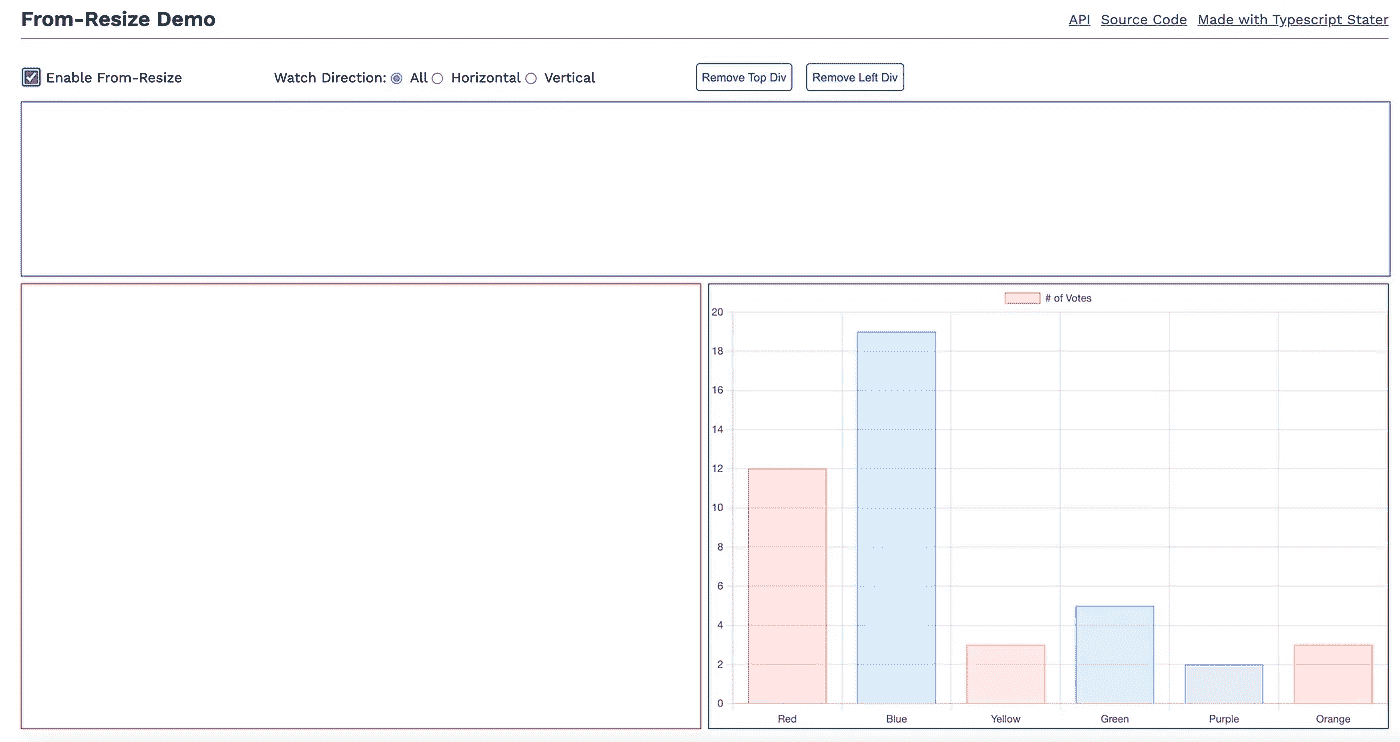 From-Resize Demo
API Source Code Made with Typescript Stater
Enable From-Resize Watch Direction: All Horizontal Vertical Remove Top Div Remove Left Div
# of Votes
20
18
16
14
12
10
8
6
4
2
0
Red Blue Yellow Green Purple Orange